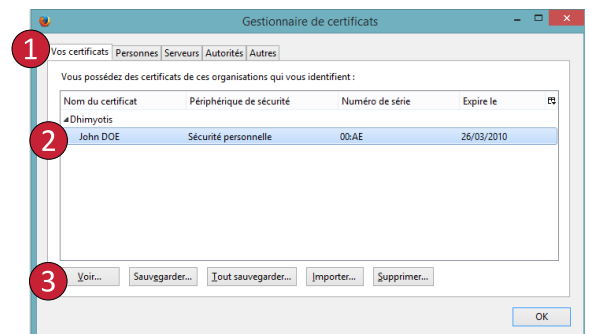 Gestionnaire de certificats
1
Vos certificats Personnes Serveurs Autorités Autres
Vous possédez des certificats de ces organisations qui vous identifient :
Nom du certificat Périphérique de sécurité Numéro de série Expire le
Dhimyotis
2
John DOE Sécurité personnelle 00:AE 26/03/2010
3
Voir... Sauvegarder... Tout sauvegarder... Importer... Supprimer...
OK